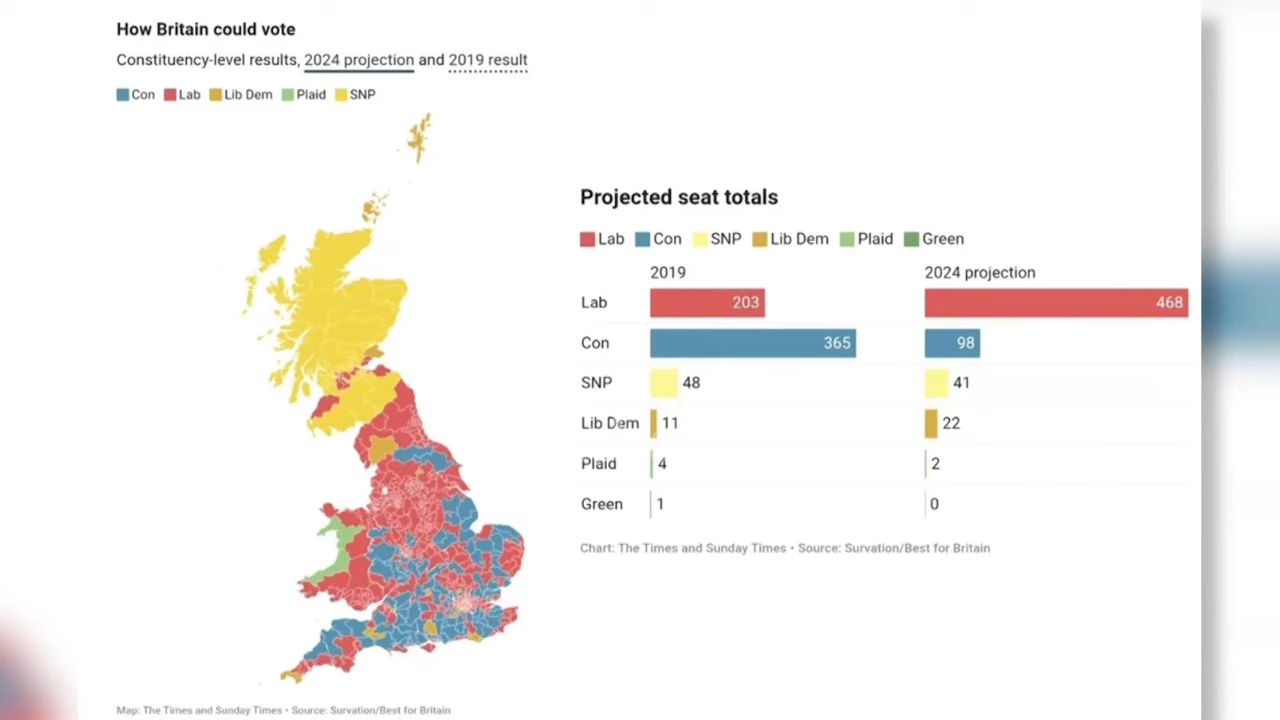 How Britain could vote
Constituency-level results, 2024 projection and 2019 result
Con Lab Lib Dem Plaid SNP
Map: The Times and Sunday Times • Source: Survation/Best for Britain
Projected seat totals
Lab Con SNP Lib Dem Plaid Green
2019 2024 projection
Lab 203 468
Con 365 98
SNP 48 41
Lib Dem 11 22
Plaid 4 2
Green 1 0
Chart: The Times and Sunday Times • Source: Survation/Best for Britain